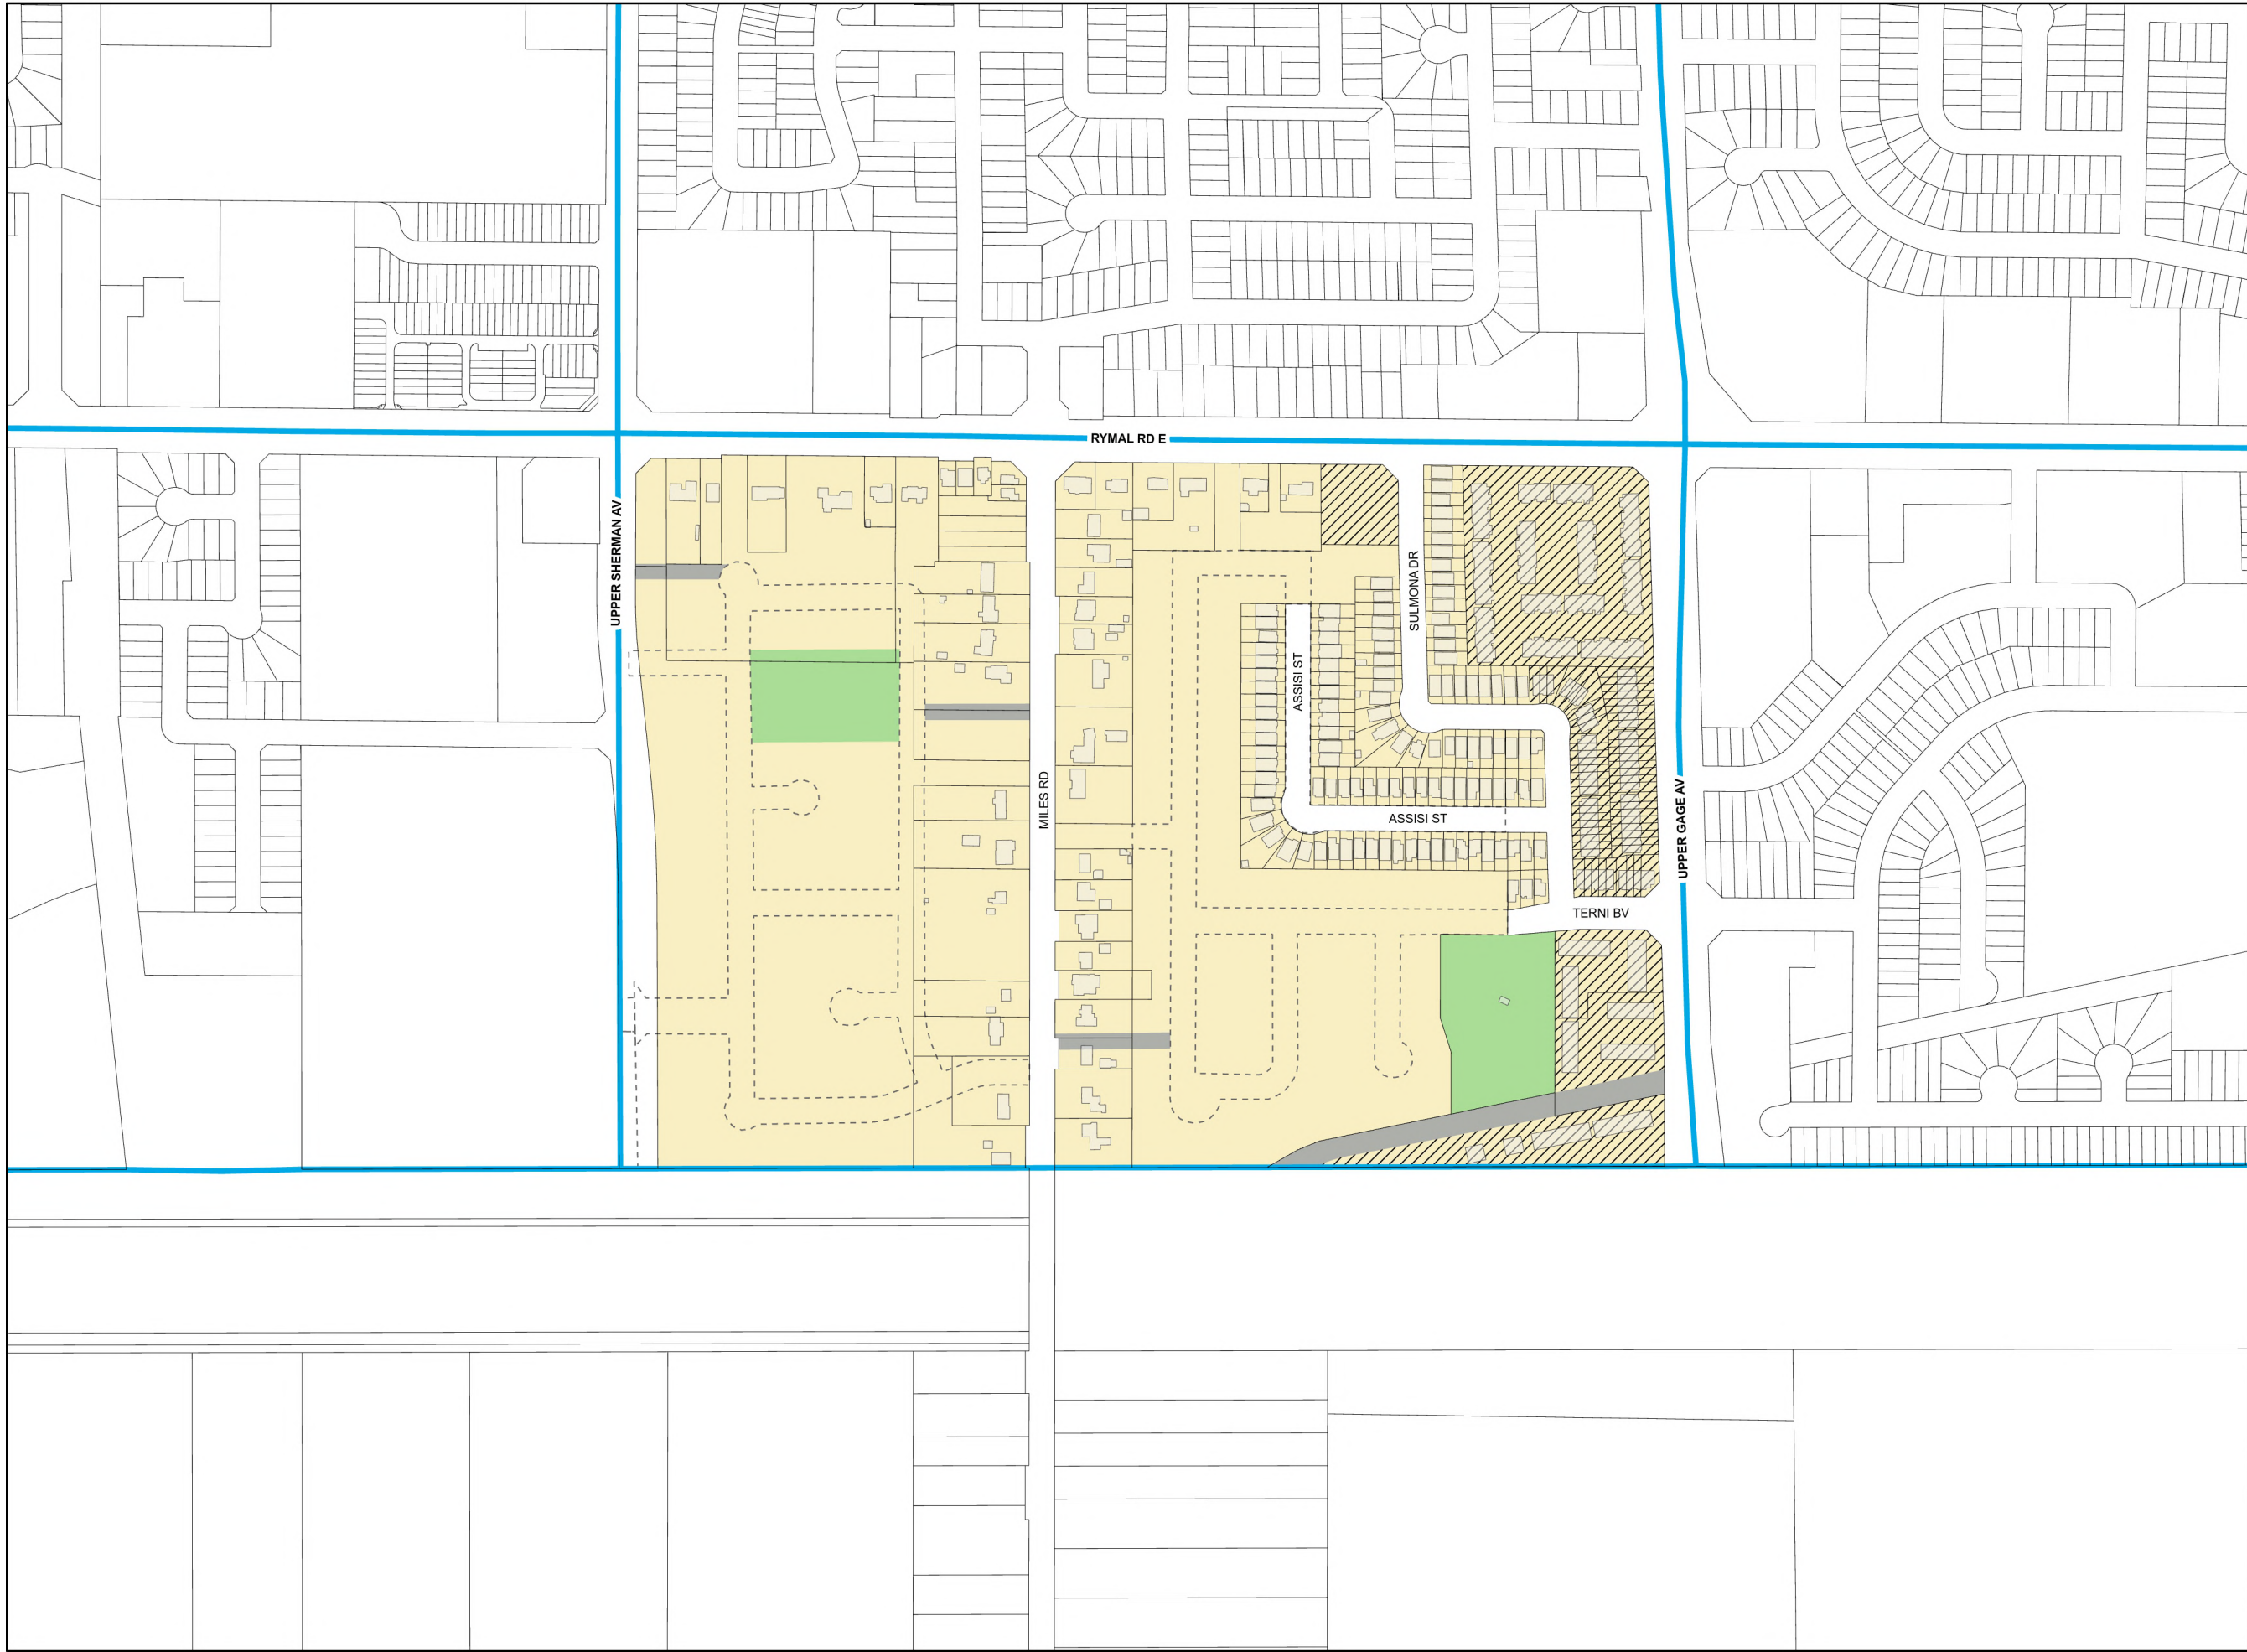 RYMAL RD E
UPPER SHERMAN AV
SULMONA DR
ASSISI ST
MILES RD
ASSISI ST
UPPER GAGE AV
TERNI BV